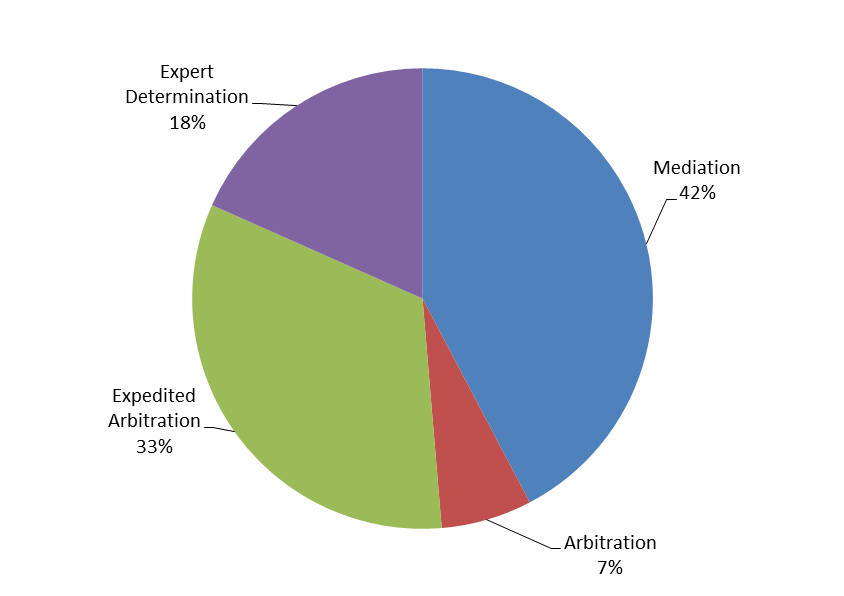 Expert
Determination
18%
Mediation
42%
Expedited
Arbitration
33%
Arbitration
7%